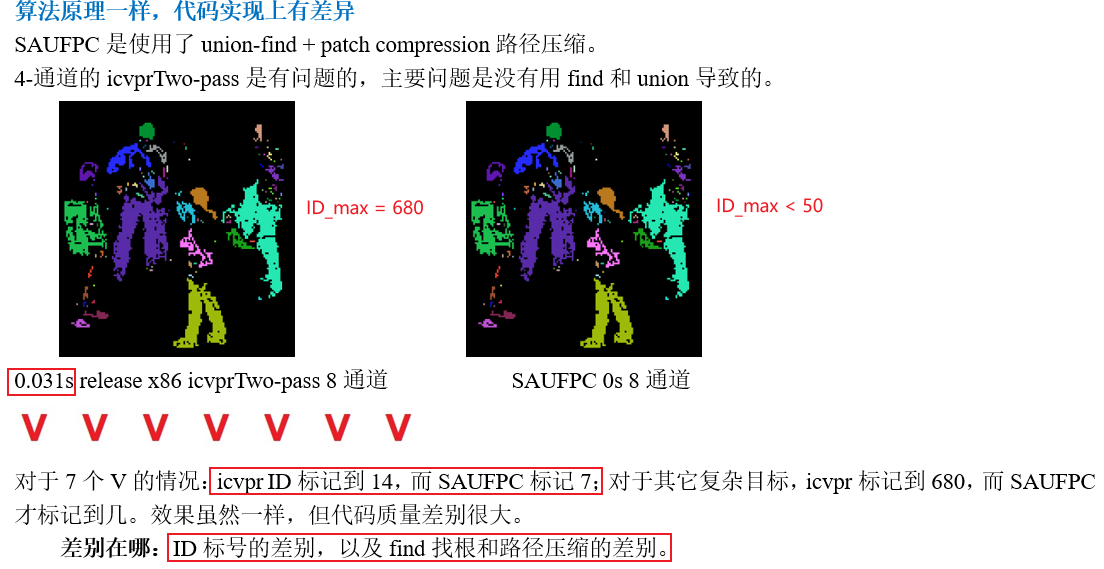 算法原理一样，代码实现上有差异
SAUFPC 是使用了 union-find + patch compression 路径压缩。
4-通道的 icvprTwo-pass 是有问题的，主要问题是没有用 find 和 union 导致的。
ID_max = 680
ID_max < 50
0.031s release x86 icvprTwo-pass 8 通道
SAUFPC 0s 8 通道
V V V V V V V
对于 7 个 V 的情况：icvpr ID 标记到 14，而 SAUFPC 标记 7；对于其它复杂目标，icvpr 标记到 680，而 SAUFPC
才标记到几。效果虽然一样，但代码质量差别很大。
差别在哪：ID 标号的差别，以及 find 找根和路径压缩的差别。